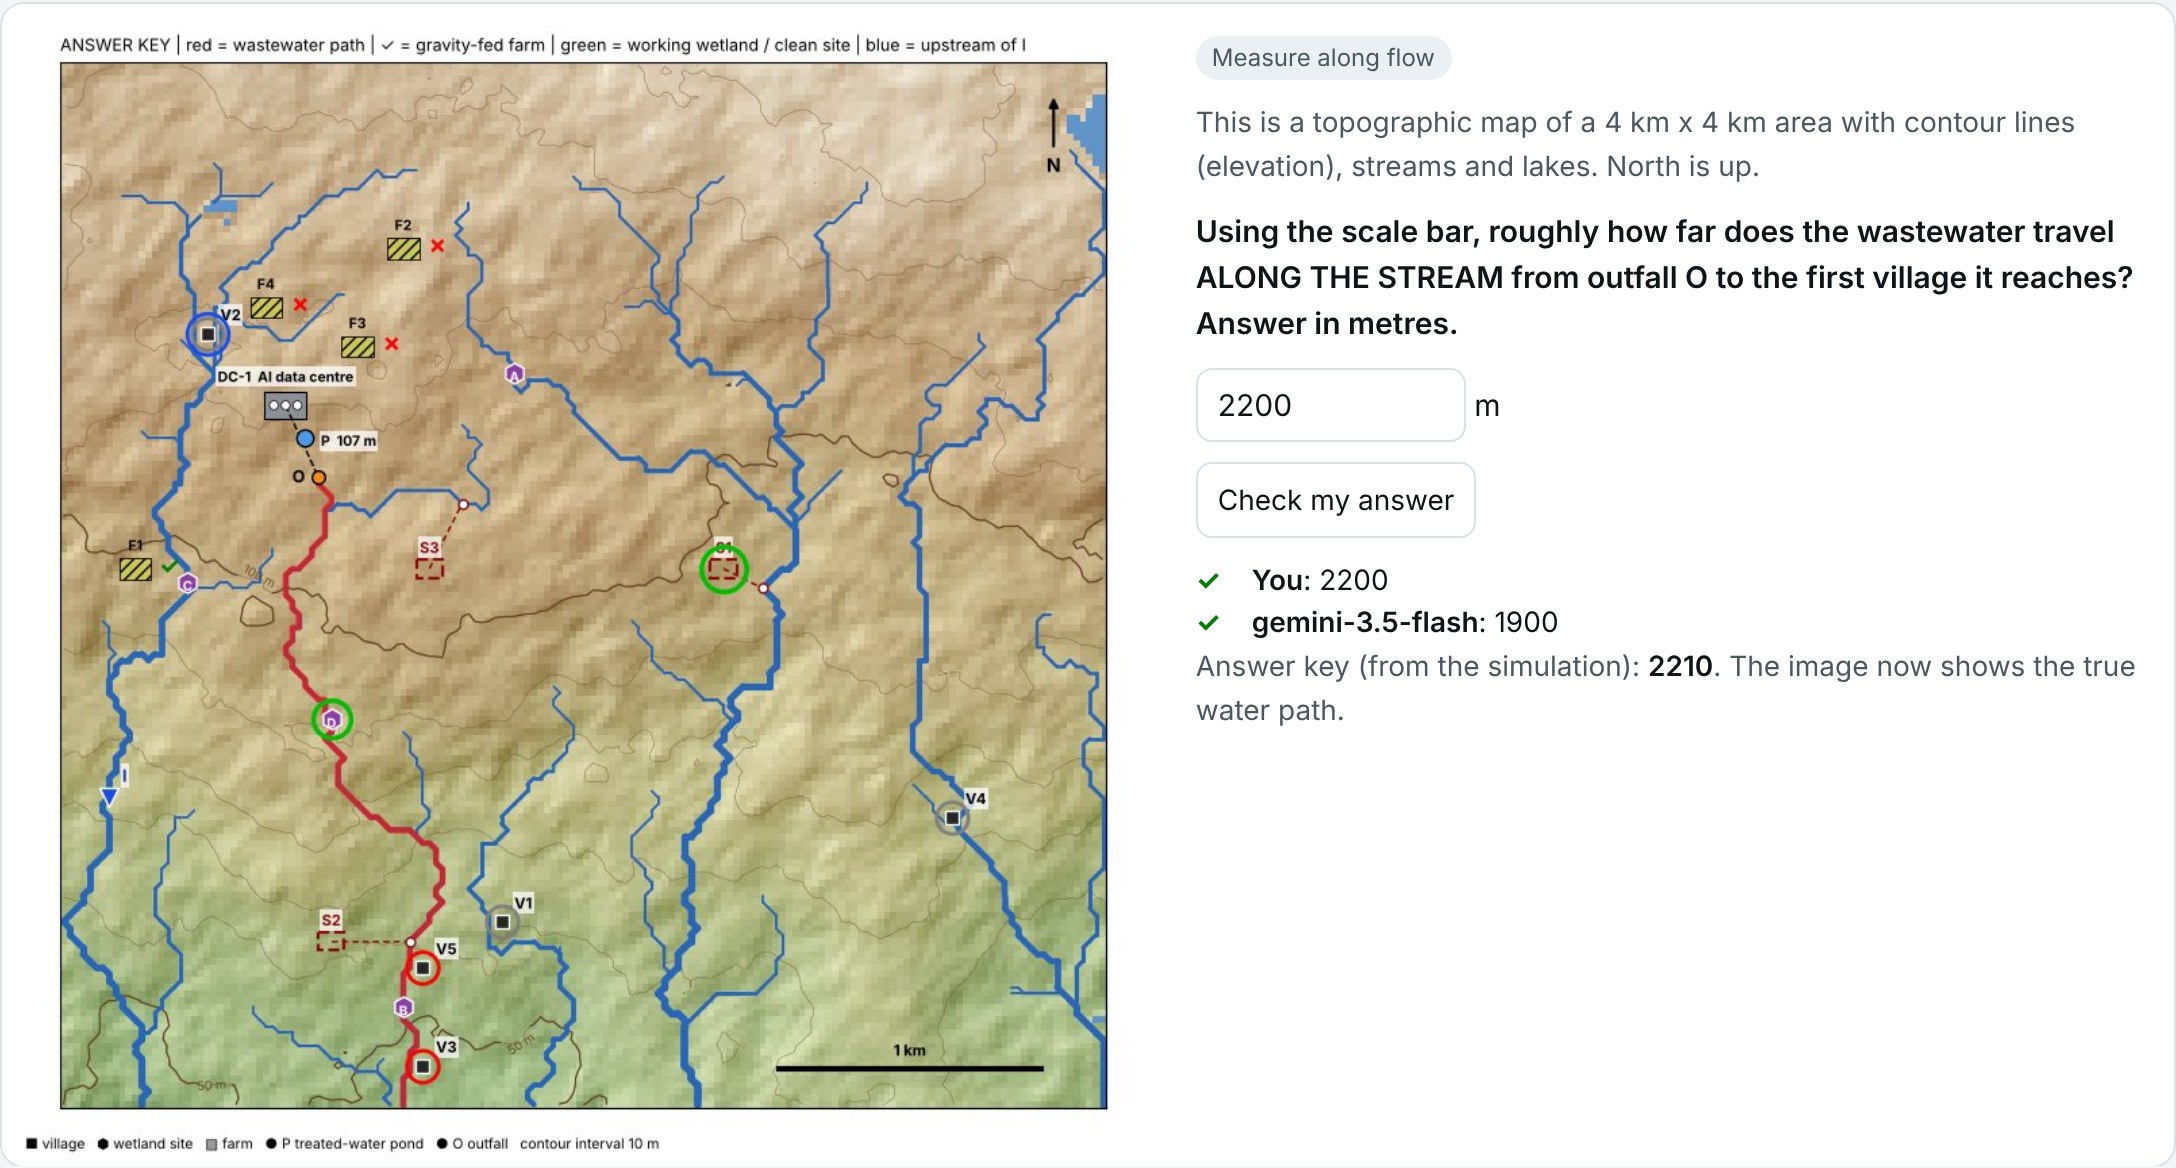 ANSWER KEY | red = wastewater path | ✓ = gravity-fed farm | green = working wetland / clean site | blue = upstream of I
N
F2
F4
V2
F3
DC-1 AI data centre
A
P 107 m
O
S3
S1
F1
100 m
C
D
I
V4
V1
S2
V5
B
V3
50 m
1 km
50 m
■ village ⬢ wetland site farm ● P treated-water pond ● O outfall contour interval 10 m
Measure along flow
This is a topographic map of a 4 km x 4 km area with contour lines
(elevation), streams and lakes. North is up.
Using the scale bar, roughly how far does the wastewater travel
ALONG THE STREAM from outfall O to the first village it reaches?
Answer in metres.
2200 m
Check my answer
✓ You: 2200
✓ gemini-3.5-flash: 1900
Answer key (from the simulation): 2210. The image now shows the true
water path.